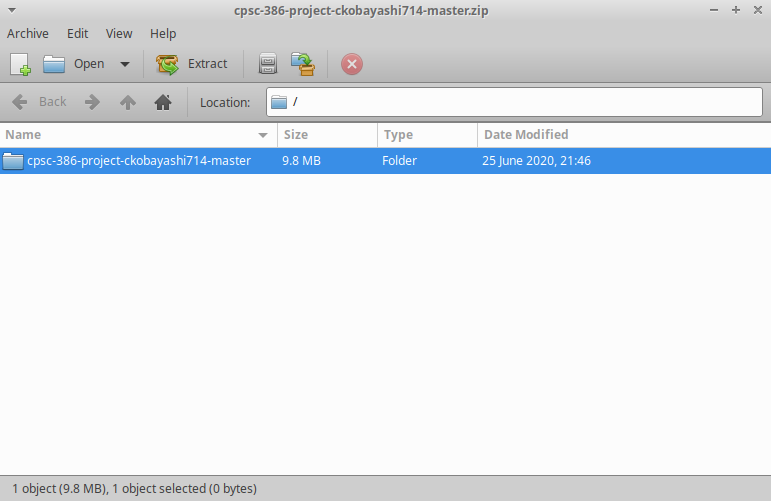 cpsc-386-project-ckobayashi714-master.zip
Archive Edit View Help
Open Extract
Back Location: /
Name Size Type Date Modified
cpsc-386-project-ckobayashi714-master 9.8 MB Folder 25 June 2020, 21:46
1 object (9.8 MB), 1 object selected (0 bytes)